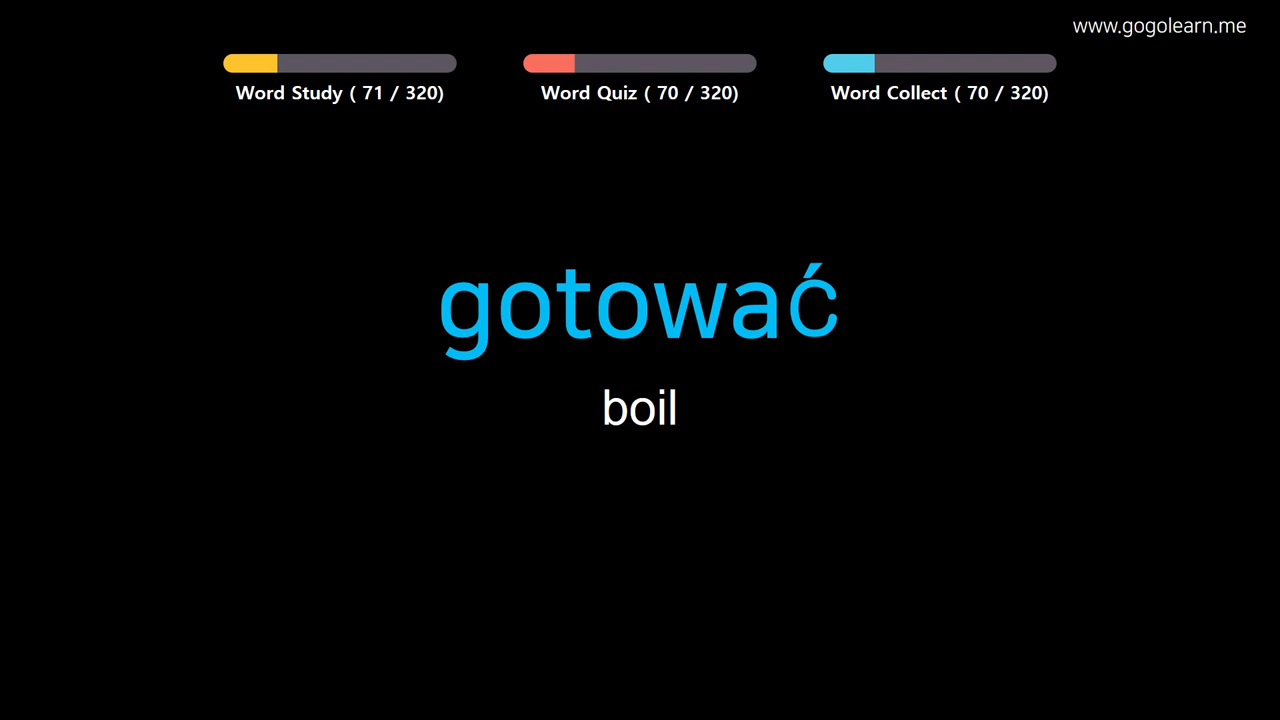 www.gogolearn.me
Word Study ( 71 / 320)
Word Quiz ( 70 / 320)
Word Collect ( 70 / 320)
gotować
boil